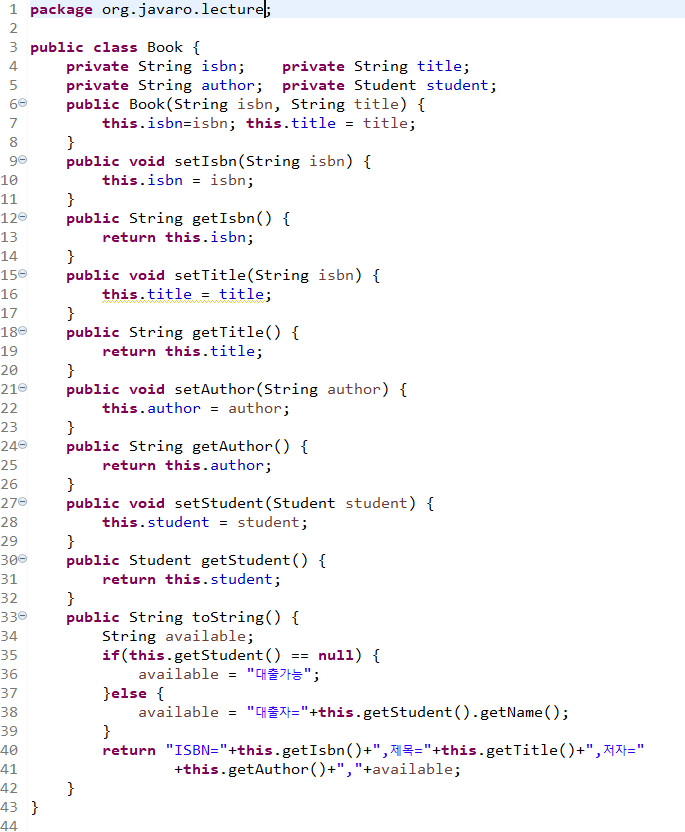 1 package org.javaro.lecture;
2
3 public class Book {
4     private String isbn;    private String title;
5     private String author;  private Student student;
6     public Book(String isbn, String title) {
7         this.isbn=isbn; this.title = title;
8     }
9     public void setIsbn(String isbn) {
10         this.isbn = isbn;
11     }
12     public String getIsbn() {
13         return this.isbn;
14     }
15     public void setTitle(String isbn) {
16         this.title = title;
17     }
18     public String getTitle() {
19         return this.title;
20     }
21     public void setAuthor(String author) {
22         this.author = author;
23     }
24     public String getAuthor() {
25         return this.author;
26     }
27     public void setStudent(Student student) {
28         this.student = student;
29     }
30     public Student getStudent() {
31         return this.student;
32     }
33     public String toString() {
34         String available;
35         if(this.getStudent() == null) {
36             available = "대출가능";
37         }else {
38             available = "대출자="+this.getStudent().getName();
39         }
40         return "ISBN="+this.getIsbn()+",제목="+this.getTitle()+",저자="
41                 +this.getAuthor()+","+available;
42     }
43 }
44